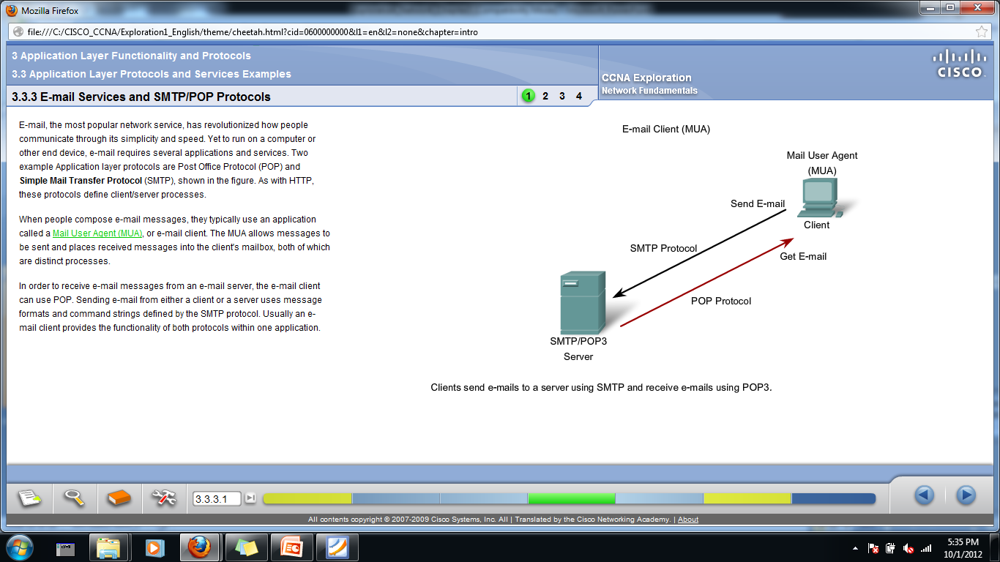 Mozilla Firefox
file:///C:/CISCO_CCNA/Exploration1_English/theme/cheetah.html?cid=0600000000&l1=en&l2=none&chapter=intro
3 Application Layer Functionality and Protocols
3.3 Application Layer Protocols and Services Examples
CISCO
CCNA Exploration
Network Fundamentals
3.3.3 E-mail Services and SMTP/POP Protocols
1 2 3 4
E-mail, the most popular network service, has revolutionized how people
communicate through its simplicity and speed. Yet to run on a computer or
other end device, e-mail requires several applications and services. Two
example Application layer protocols are Post Office Protocol (POP) and
Simple Mail Transfer Protocol (SMTP), shown in the figure. As with HTTP,
these protocols define client/server processes.
When people compose e-mail messages, they typically use an application
called a Mail User Agent (MUA), or e-mail client. The MUA allows messages to
be sent and places received messages into the client's mailbox, both of which
are distinct processes.
In order to receive e-mail messages from an e-mail server, the e-mail client
can use POP. Sending e-mail from either a client or a server uses message
formats and command strings defined by the SMTP protocol. Usually an e-
mail client provides the functionality of both protocols within one application.
E-mail Client (MUA)
Mail User Agent
(MUA)
Send E-mail
Client
SMTP Protocol
Get E-mail
POP Protocol
SMTP/POP3
Server
Clients send e-mails to a server using SMTP and receive e-mails using POP3.
3.3.3.1
All contents copyright © 2007-2009 Cisco Systems, Inc. All | Translated by the Cisco Networking Academy. | About
5:35 PM
10/1/2012